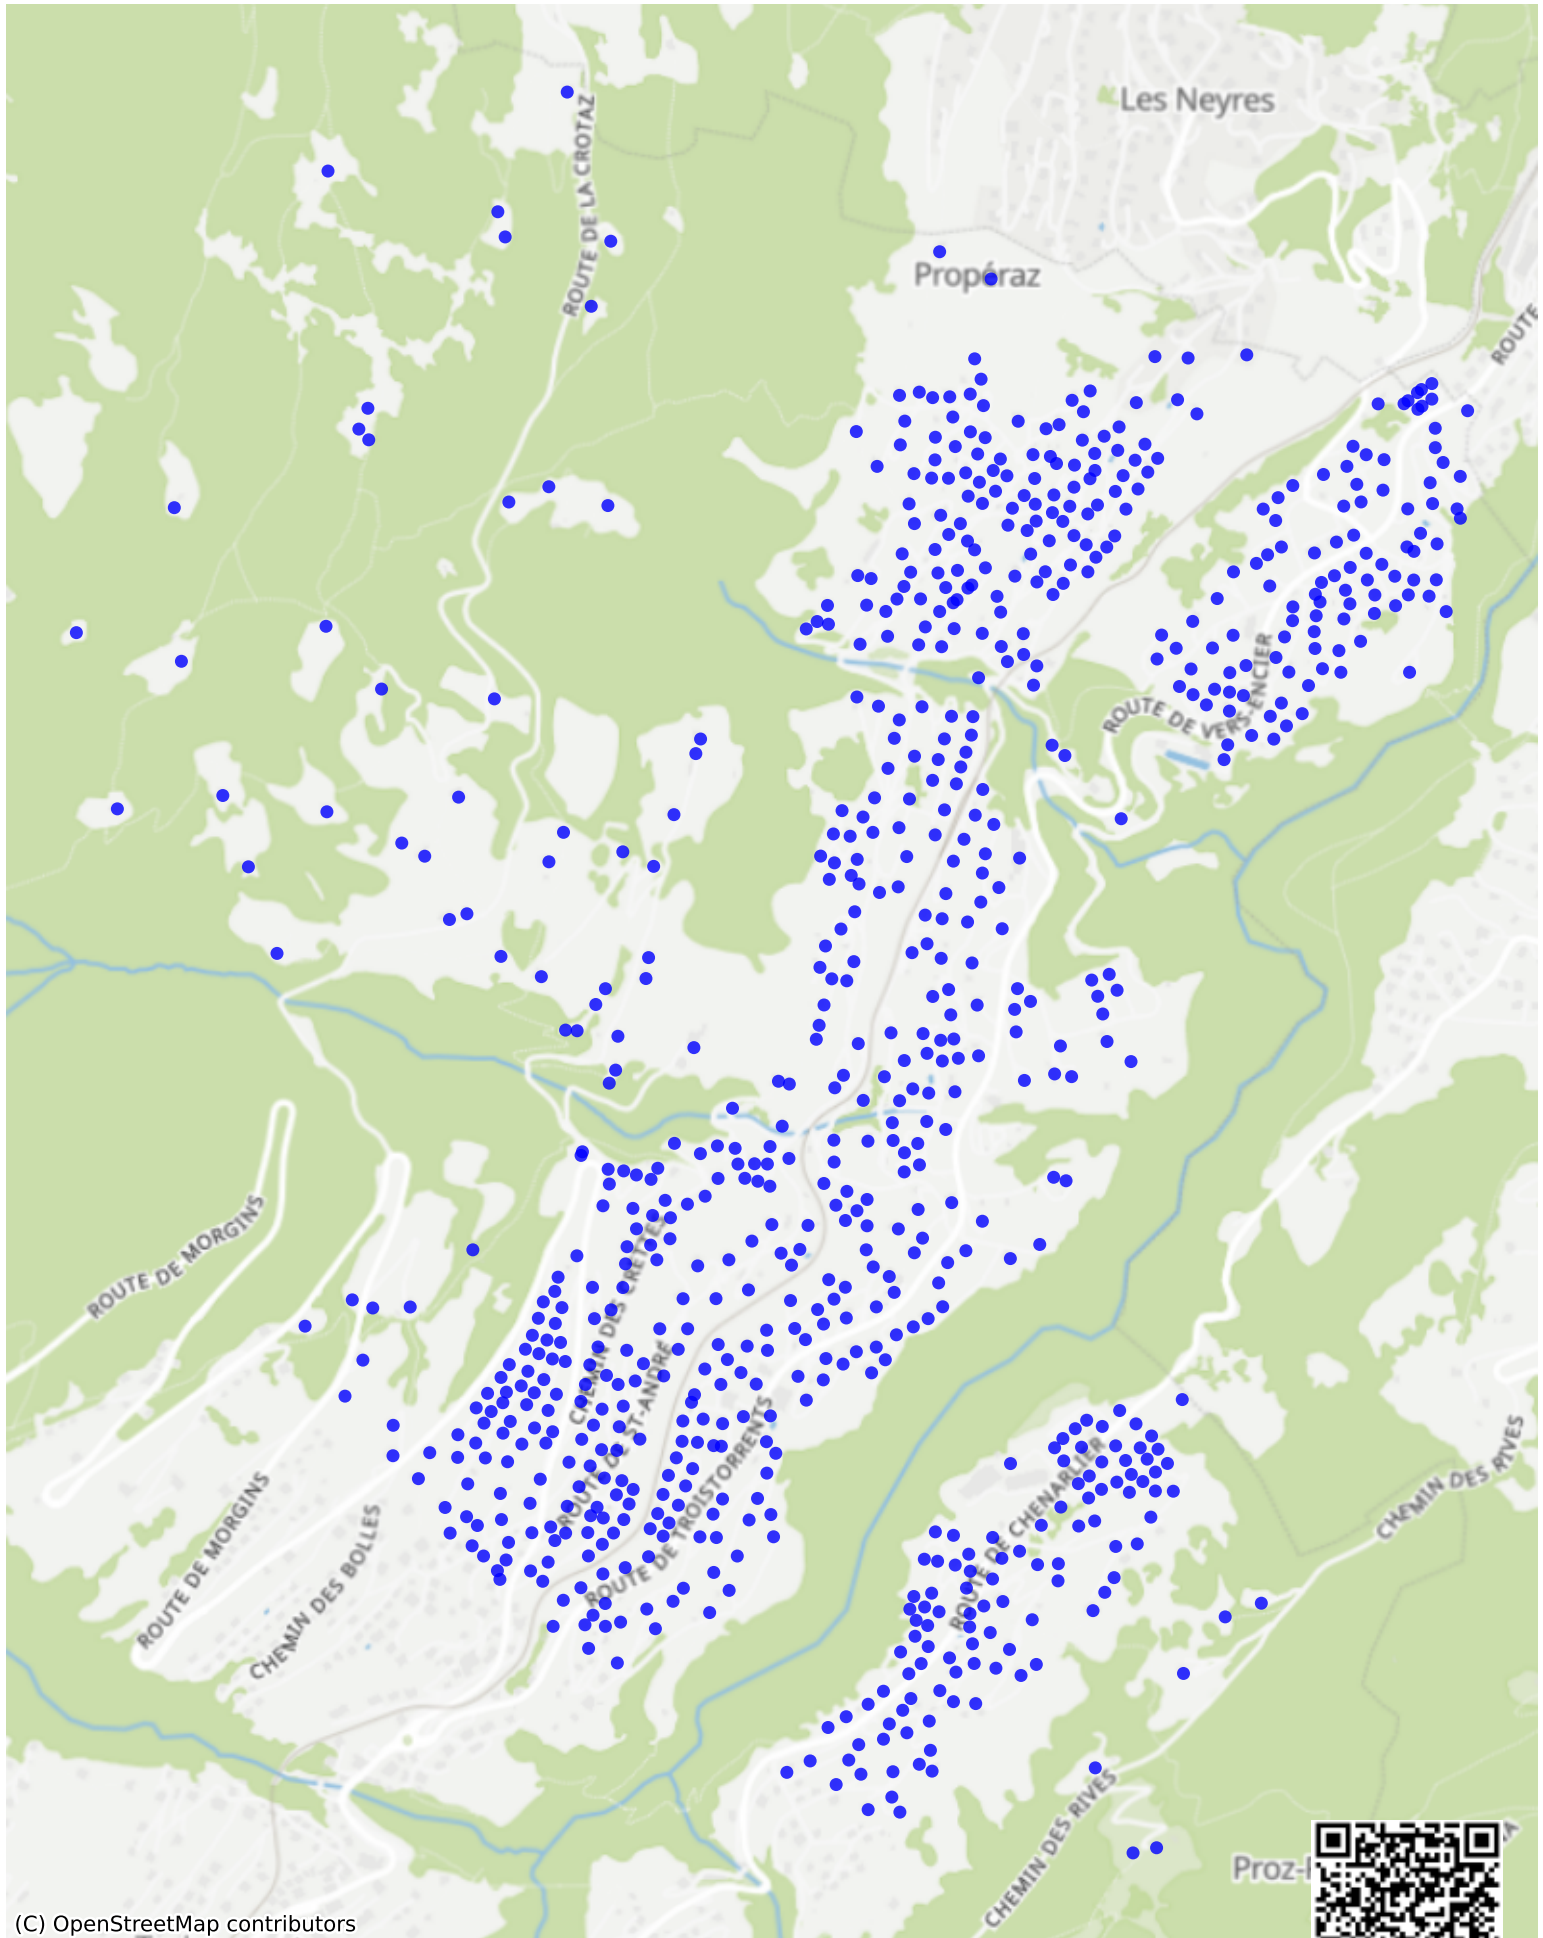 Les Neyres
ROUTE DE LA CROTAZ
Propéraz
ROUTE
ROUTE DE VERS-ENCIER
ROUTE DE MORGINS
CHEMIN DES CRETTES
ROUTE DE ST-ANDRÉ
ROUTE DE TROISTORRENTS
ROUTE DE CHENARLIER
CHEMIN DES RIVES
ROUTE DE MORGINS
CHEMIN DES BOLLES
CHEMIN DES RIVES
Proz-
(C) OpenStreetMap contributors